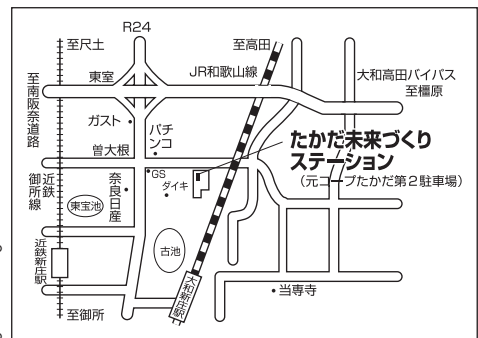 R24
至尺土
至高田
JR和歌山線
大和高田バイパス
至橿原
東室
至南阪奈道路
ガスト
パチ
ンコ
たかだ未来づくり
ステーション
(元コープたかだ第2駐車場)
曽大根
GS
ダイキ
近鉄
御所線
奈良日産
東宝池
古池
近鉄新庄駅
大和新庄駅
当専寺
至御所